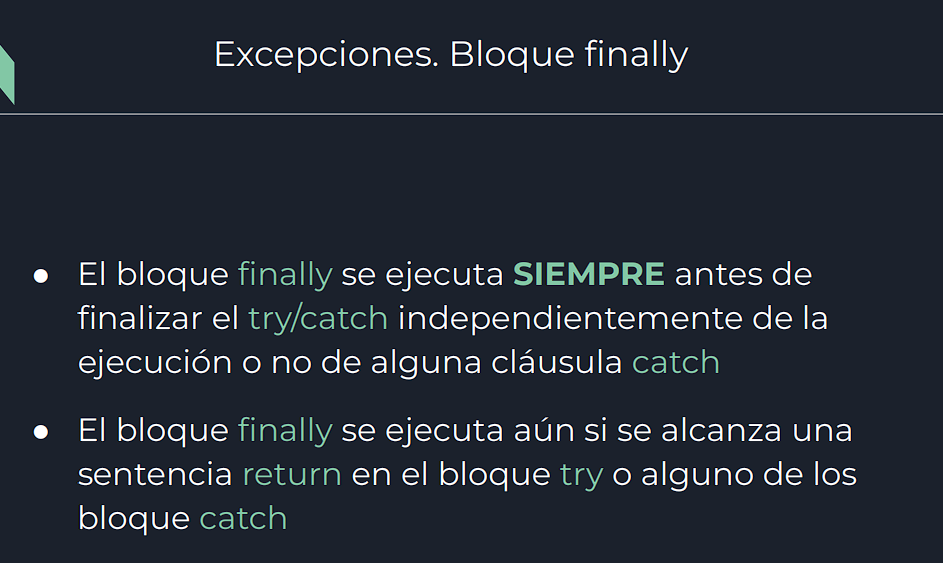 Excepciones. Bloque finally
● El bloque finally se ejecuta SIEMPRE antes de
finalizar el try/catch independientemente de la
ejecución o no de alguna cláusula catch
● El bloque finally se ejecuta aún si se alcanza una
sentencia return en el bloque try o alguno de los
bloque catch